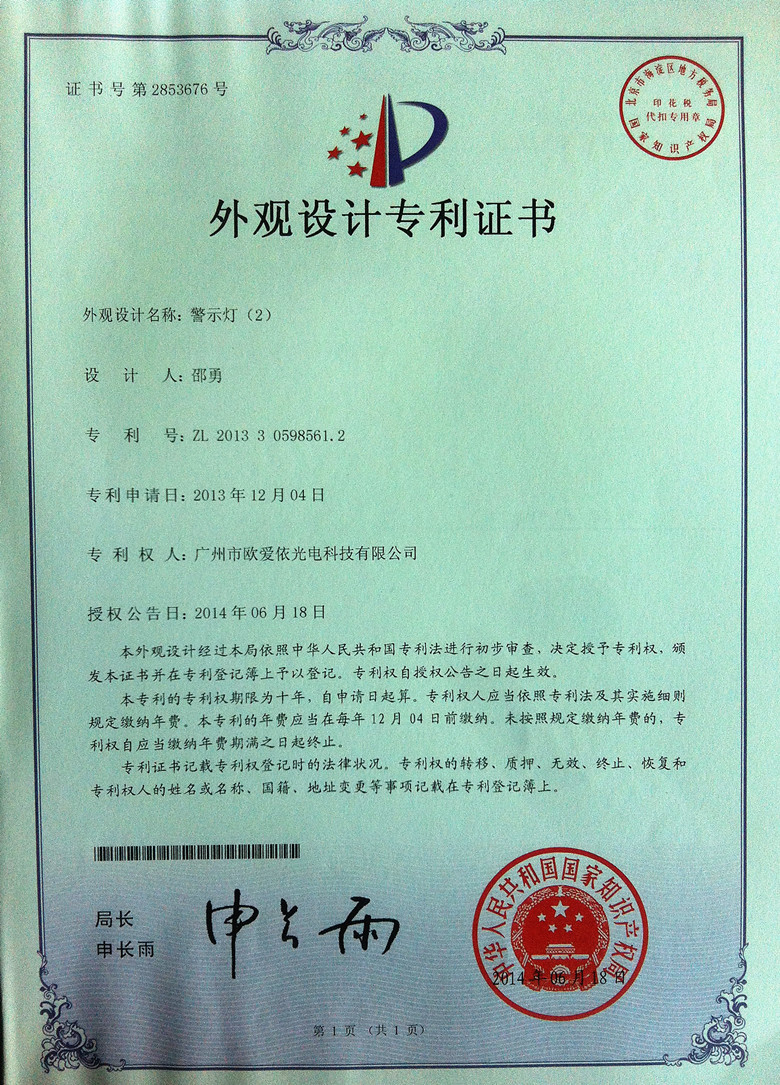 证书号第2853676号
北京市海淀区地方税务局
印花税
代扣专用章
国家知识产权局
外观设计专利证书
外观设计名称：警示灯（2）
设计人：邵勇
专利号：ZL 2013 3 0598561.2
专利申请日：2013年12月04日
专利权人：广州市欧爱依光电科技有限公司
授权公告日：2014年06月18日
本外观设计经过本局依照中华人民共和国专利法进行初步审查，决定授予专利权，颁
发本证书并在专利登记簿上予以登记。专利权自授权公告之日起生效。
本专利的专利权期限为十年，自申请日起算。专利权人应当依照专利法及其实施细则
规定缴纳年费。本专利的年费应当在每年12月04日前缴纳。未按照规定缴纳年费的，专
利权自应当缴纳年费期满之日起终止。
专利证书记载专利权登记时的法律状况。专利权的转移、质押、无效、终止、恢复和
专利权人的姓名或名称、国籍、地址变更等事项记载在专利登记簿上。
局长
申长雨
申长雨
中华人民共和国国家知识产权局
2014年06月18日
第1页（共1页）